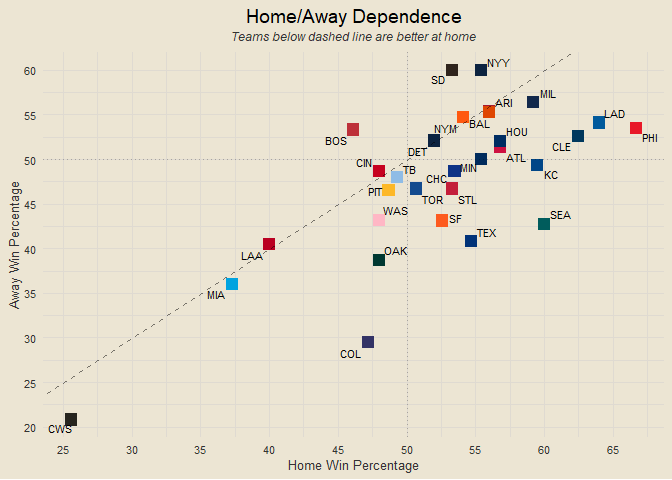 Home/Away Dependence
Teams below dashed line are better at home
60
55
50
45
40
35
30
25
20
Away Win Percentage
NYY
SD
MIL
ARI
LAD
BAL
NYM
HOU
PHI
BOS
CLE
DET
ATL
CIN
TB
MIN
KC
CHC
PIT
TOR
STL
WAS
SF
SEA
TEX
OAK
LAA
MIA
COL
CWS
25
30
35
40
45
50
55
60
65
Home Win Percentage